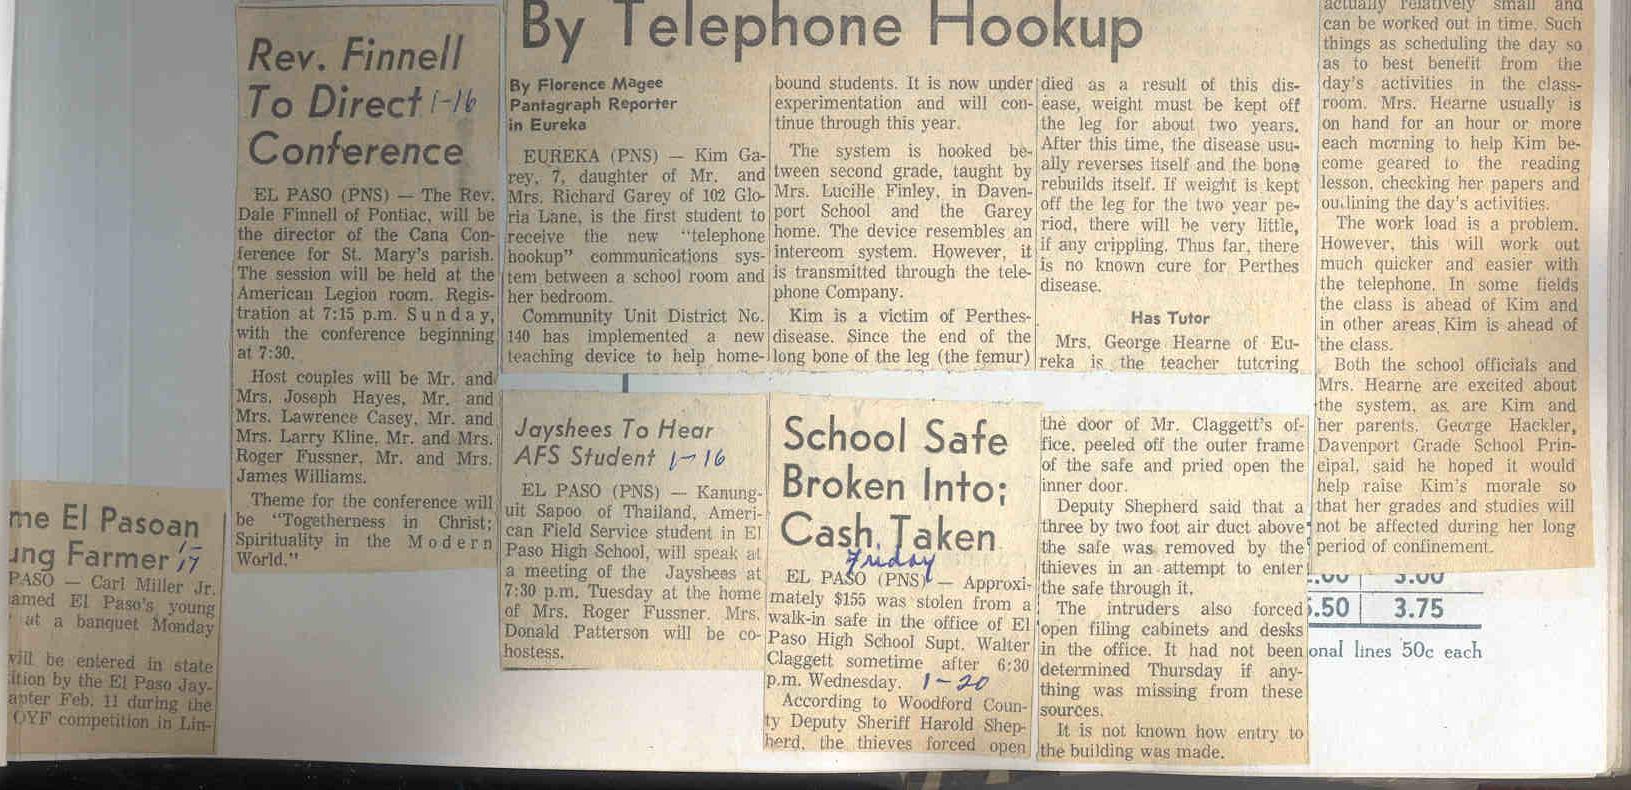 Rev. Finnell
To Direct 1-16
Conference
EL PASO (PNS) — The Rev.
Dale Finnell of Pontiac, will be
the director of the Cana Con-
ference for St. Mary's parish.
The session will be held at the
American Legion room. Regis-
tration at 7:15 p.m. Sunday,
with the conference beginning
at 7:30.
Host couples will be Mr. and
Mrs. Joseph Hayes, Mr. and
Mrs. Lawrence Casey, Mr. and
Mrs. Larry Kline, Mr. and Mrs.
Roger Fussner, Mr. and Mrs.
James Williams.
Theme for the conference will
be "Togetherness in Christ;
Spirituality in the Modern
World."
me El Pasoan
ung Farmer 1-17
PASO — Carl Miller Jr.
amed El Paso's young
at a banquet Monday
will be entered in state
ition by the El Paso Jay-
apter Feb. 11 during the
OYF competition in Lin-
By Telephone Hookup
By Florence Magee
Pantagraph Reporter
in Eureka
EUREKA (PNS) — Kim Ga-
rey, 7, daughter of Mr. and
Mrs. Richard Garey of 102 Glo-
ria Lane, is the first student to
receive the new "telephone
hookup" communications sys-
tem between a school room and
her bedroom.
Community Unit District No.
140 has implemented a new
teaching device to help home-
bound students. It is now under
experimentation and will con-
tinue through this year.
The system is hooked be-
tween second grade, taught by
Mrs. Lucille Finley, in Daven-
port School and the Garey
home. The device resembles an
intercom system. However, it
is transmitted through the tele-
phone Company.
Kim is a victim of Perthes-
disease. Since the end of the
long bone of the leg (the femur)
died as a result of this dis-
ease, weight must be kept off
the leg for about two years.
After this time, the disease usu-
ally reverses itself and the bone
rebuilds itself. If weight is kept
off the leg for the two year pe-
riod, there will be very little,
if any crippling. Thus far, there
is no known cure for Perthes
disease.
Has Tutor
Mrs. George Hearne of Eu-
reka is the teacher tutoring
actually relatively small and
can be worked out in time. Such
things as scheduling the day so
as to best benefit from the
day's activities in the class-
room. Mrs. Hearne usually is
on hand for an hour or more
each morning to help Kim be-
come geared to the reading
lesson, checking her papers and
outlining the day's activities.
The work load is a problem.
However, this will work out
much quicker and easier with
the telephone. In some fields
the class is ahead of Kim and
in other areas Kim is ahead of
the class.
Both the school officials and
Mrs. Hearne are excited about
the system, as are Kim and
her parents. George Hackler,
Davenport Grade School Prin-
cipal, said he hoped it would
help raise Kim's morale so
that her grades and studies will
not be affected during her long
period of confinement.
Jayshees To Hear
AFS Student 1-16
EL PASO (PNS) — Kanung-
uit Sapoo of Thailand, Ameri-
can Field Service student in El
Paso High School, will speak at
a meeting of the Jayshees at
7:30 p.m. Tuesday at the home
of Mrs. Roger Fussner. Mrs.
Donald Patterson will be co-
hostess.
School Safe
Broken Into;
Cash Taken
Friday
EL PASO (PNS) — Approxi-
mately $155 was stolen from a
walk-in safe in the office of El
Paso High School Supt. Walter
Claggett sometime after 6:30
p.m. Wednesday. 1-20
According to Woodford Coun-
ty Deputy Sheriff Harold Shep-
herd, the thieves forced open
the door of Mr. Claggett's of-
fice, peeled off the outer frame
of the safe and pried open the
inner door.
Deputy Shepherd said that a
three by two foot air duct above
the safe was removed by the
thieves in an attempt to enter
the safe through it.
The intruders also forced
open filing cabinets and desks
in the office. It had not been
determined Thursday if any-
thing was missing from these
sources.
It is not known how entry to
the building was made.
.00 3.00
.50 3.75
onal lines 50c each